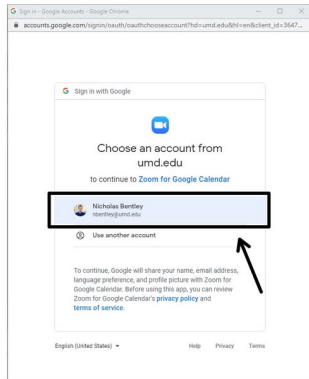 Sign in - Google Accounts - Google Chrome
accounts.google.com/signin/oauth/oauthchooseaccount?hd=umd.edu&hl=en&client_id=3647...
Sign in with Google
Choose an account from
umd.edu
to continue to Zoom for Google Calendar
Nicholas Bentley
nbentley@umd.edu
Use another account
To continue, Google will share your name, email address,
language preference, and profile picture with Zoom for
Google Calendar. Before using this app, you can review
Zoom for Google Calendar's privacy policy and
terms of service.
English (United States) Help Privacy Terms